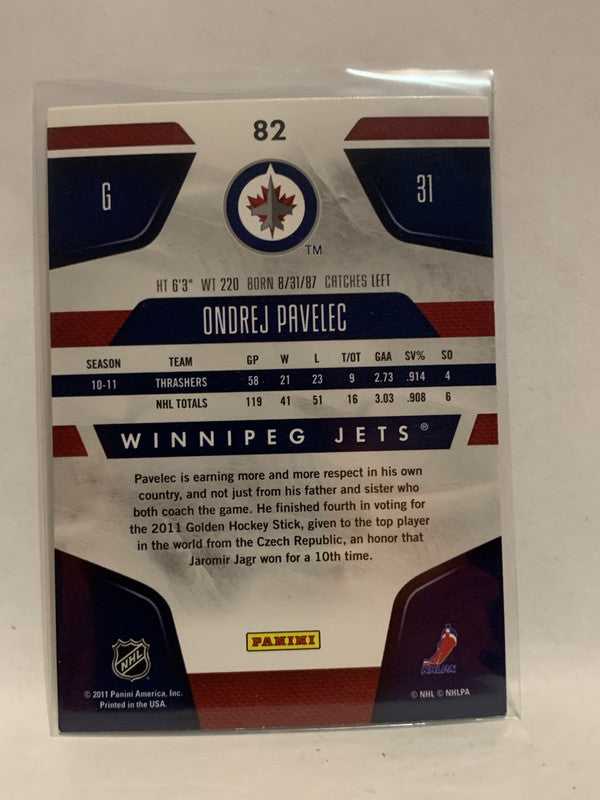 82
G
31
TM
HT 6'3" WT 220 BORN 8/31/87 CATCHES LEFT
ONDREJ PAVELEC
SEASON TEAM GP W L T/OT GAA SV% SO
10-11 THRASHERS 58 21 23 9 2.73 .914 4
NHL TOTALS 119 41 51 16 3.03 .908 6
WINNIPEG JETS®
Pavelec is earning more and more respect in his own
country, and not just from his father and sister who
both coach the game. He finished fourth in voting for
the 2011 Golden Hockey Stick, given to the top player
in the world from the Czech Republic, an honor that
Jaromir Jagr won for a 10th time.
PANINI
NHL
NHLPA
© 2011 Panini America, Inc.
Printed in the USA.
© NHL © NHLPA